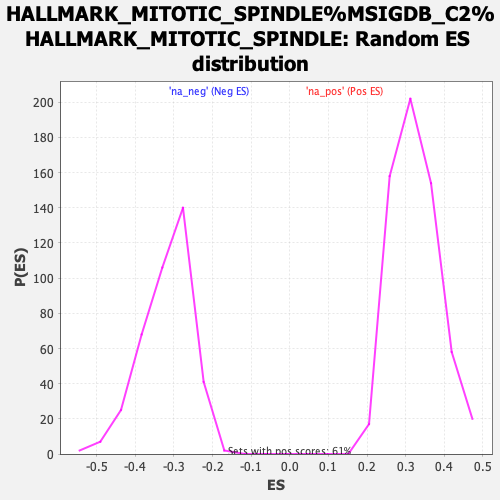 HALLMARK_MITOTIC_SPINDLE%MSIGDB_C2%
HALLMARK_MITOTIC_SPINDLE: Random ES
distribution
'na_neg' (Neg ES) 'na_pos' (Pos ES)
200
180
160
140
120
100
80
60
40
20
0
P(ES)
Sets with pos scores: 61%
-0.5 -0.4 -0.3 -0.2 -0.1 0.0 0.1 0.2 0.3 0.4 0.5
ES